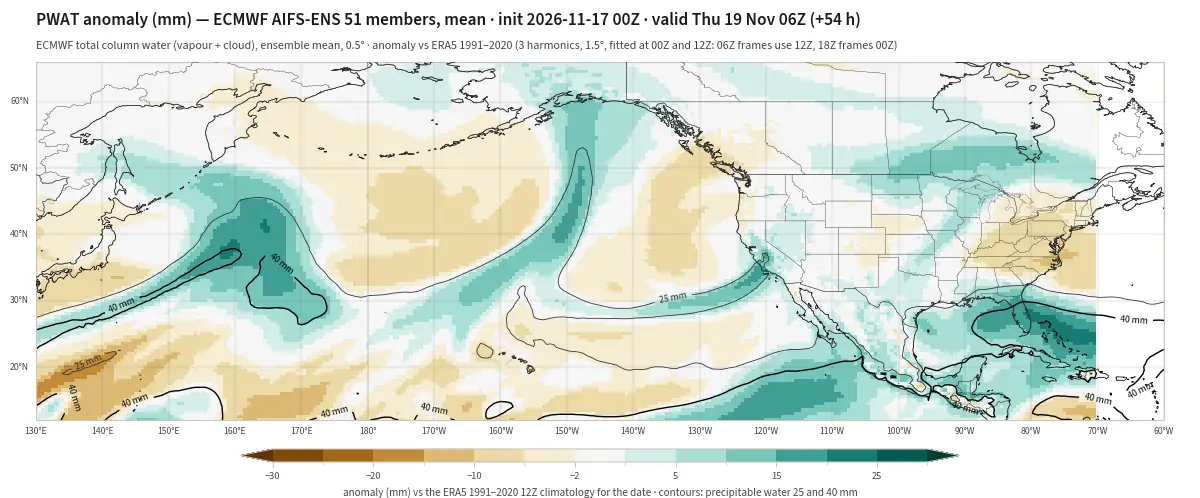 PWAT anomaly (mm) — ECMWF AIFS-ENS 51 members, mean · init 2026-11-17 00Z · valid Thu 19 Nov 06Z (+54 h)
ECMWF total column water (vapour + cloud), ensemble mean, 0.5° · anomaly vs ERA5 1991–2020 (3 harmonics, 1.5°, fitted at 00Z and 12Z: 06Z frames use 12Z, 18Z frames 00Z)
60°N
50°N
40°N
40 mm
30°N
40 mm
25 mm
40 mm
20°N
25 mm
40 mm
40 mm
40 mm
40 mm
40 mm
40 mm
40 mm
130°E 140°E 150°E 160°E 170°E 180° 170°W 160°W 150°W 140°W 130°W 120°W 110°W 100°W 90°W 80°W 70°W 60°W
−30 −20 −10 −2 5 15 25
anomaly (mm) vs the ERA5 1991–2020 12Z climatology for the date · contours: precipitable water 25 and 40 mm